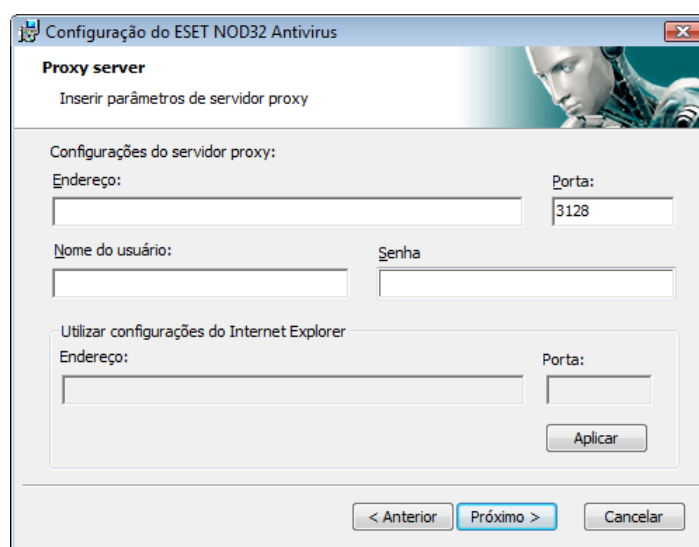 Configuração do ESET NOD32 Antivirus
Proxy server
Inserir parâmetros de servidor proxy
Configurações do servidor proxy:
Endereço:
Porta:
3128
Nome do usuário:
Senha
Utilizar configurações do Internet Explorer
Endereço:
Porta:
Aplicar
< Anterior
Próximo >
Cancelar